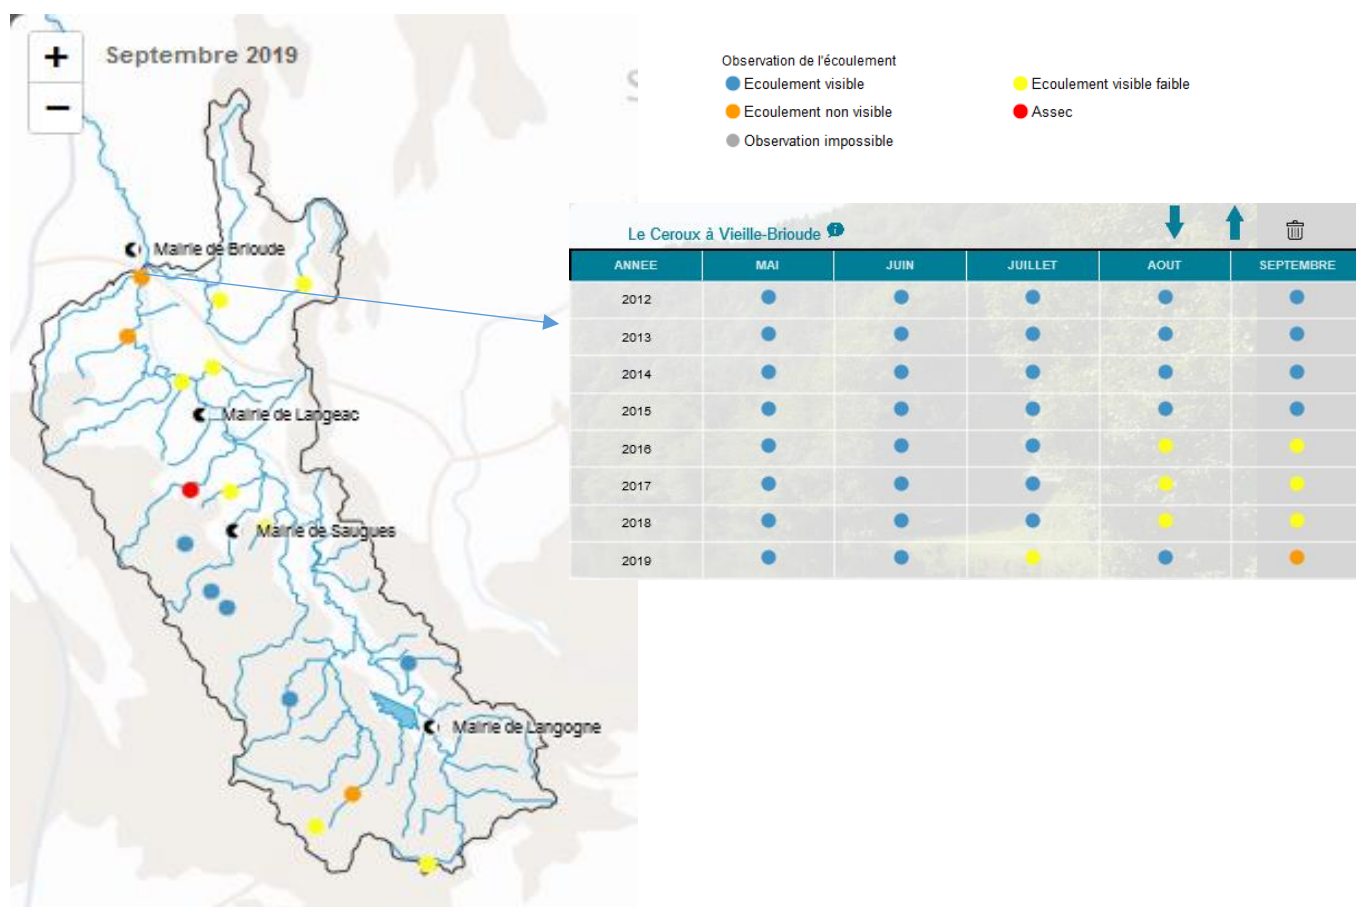 +
Septembre 2019
−
S
Observation de l'écoulement
Ecoulement visible
Ecoulement visible faible
Ecoulement non visible
Assec
Observation impossible
Mairie de Brioude
Mairie de Langeac
Mairie de Saugues
Mairie de Langogne
Le Ceroux à Vieille-Brioude
ANNEE MAI JUIN JUILLET AOUT SEPTEMBRE
2012
2013
2014
2015
2016
2017
2018
2019